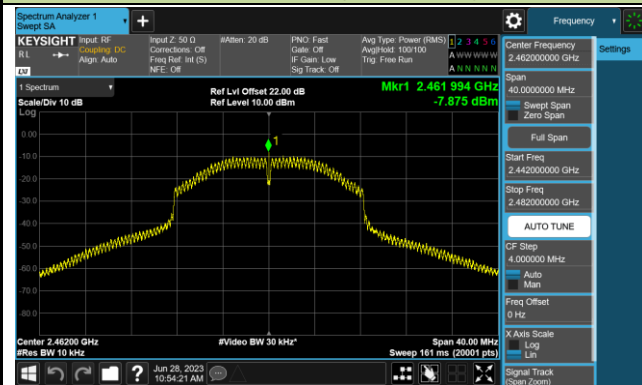 Spectrum Analyzer 1
Swept SA
Frequency
KEYSIGHT
RL
LXI
Input: RF
Coupling: DC
Align: Auto
Input Z: 50 Ω
Corrections: Off
Freq Ref: Int (S)
NFE: Off
#Atten: 20 dB
PNO: Fast
Gate: Off
IF Gain: Low
Sig Track: Off
Avg Type: Power (RMS)
Avg|Hold: 100/100
Trig: Free Run
1 2 3 4 5 6
A W W W W W
A N N N N N
1 Spectrum
Scale/Div 10 dB
Log
Ref Lvl Offset 22.00 dB
Ref Level 10.00 dBm
Mkr1 2.461 994 GHz
-7.875 dBm
1
0.00
-10.0
-20.0
-30.0
-40.0
-50.0
-60.0
-70.0
-80.0
Center 2.46200 GHz
#Res BW 10 kHz
#Video BW 30 kHz*
Span 40.00 MHz
Sweep 161 ms (20001 pts)
Jun 28, 2023
10:54:21 AM
Center Frequency
2.462000000 GHz
Settings
Span
40.0000000 MHz
Swept Span
Zero Span
Full Span
Start Freq
2.442000000 GHz
Stop Freq
2.482000000 GHz
AUTO TUNE
CF Step
4.000000 MHz
Auto
Man
Freq Offset
0 Hz
X Axis Scale
Log
Lin
Signal Track
(Span Zoom)